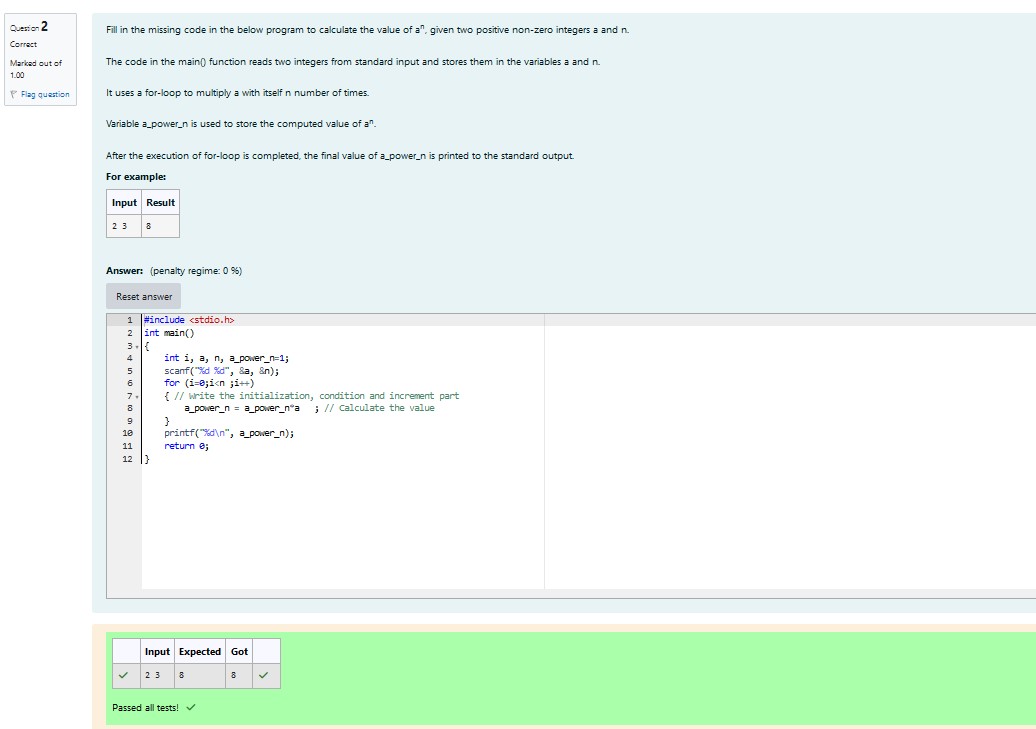 Question 2
Correct
Marked out of
1.00
Flag question
Fill in the missing code in the below program to calculate the value of aⁿ, given two positive non-zero integers a and n.
The code in the main() function reads two integers from standard input and stores them in the variables a and n.
It uses a for-loop to multiply a with itself n number of times.
Variable a_power_n is used to store the computed value of aⁿ.
After the execution of for-loop is completed, the final value of a_power_n is printed to the standard output.
For example:
Input Result
2 3 8
Answer: (penalty regime: 0 %)
Reset answer
1 #include <stdio.h>
2 int main()
3 {
4 int i, a, n, a_power_n=1;
5 scanf("%d %d", &a, &n);
6 for (i=0;i<n ;i++)
7 { // Write the initialization, condition and increment part
8 a_power_n = a_power_n*a ; // Calculate the value
9 }
10 printf("%d\n", a_power_n);
11 return 0;
12 }
Input Expected Got
2 3 8 8
Passed all tests!